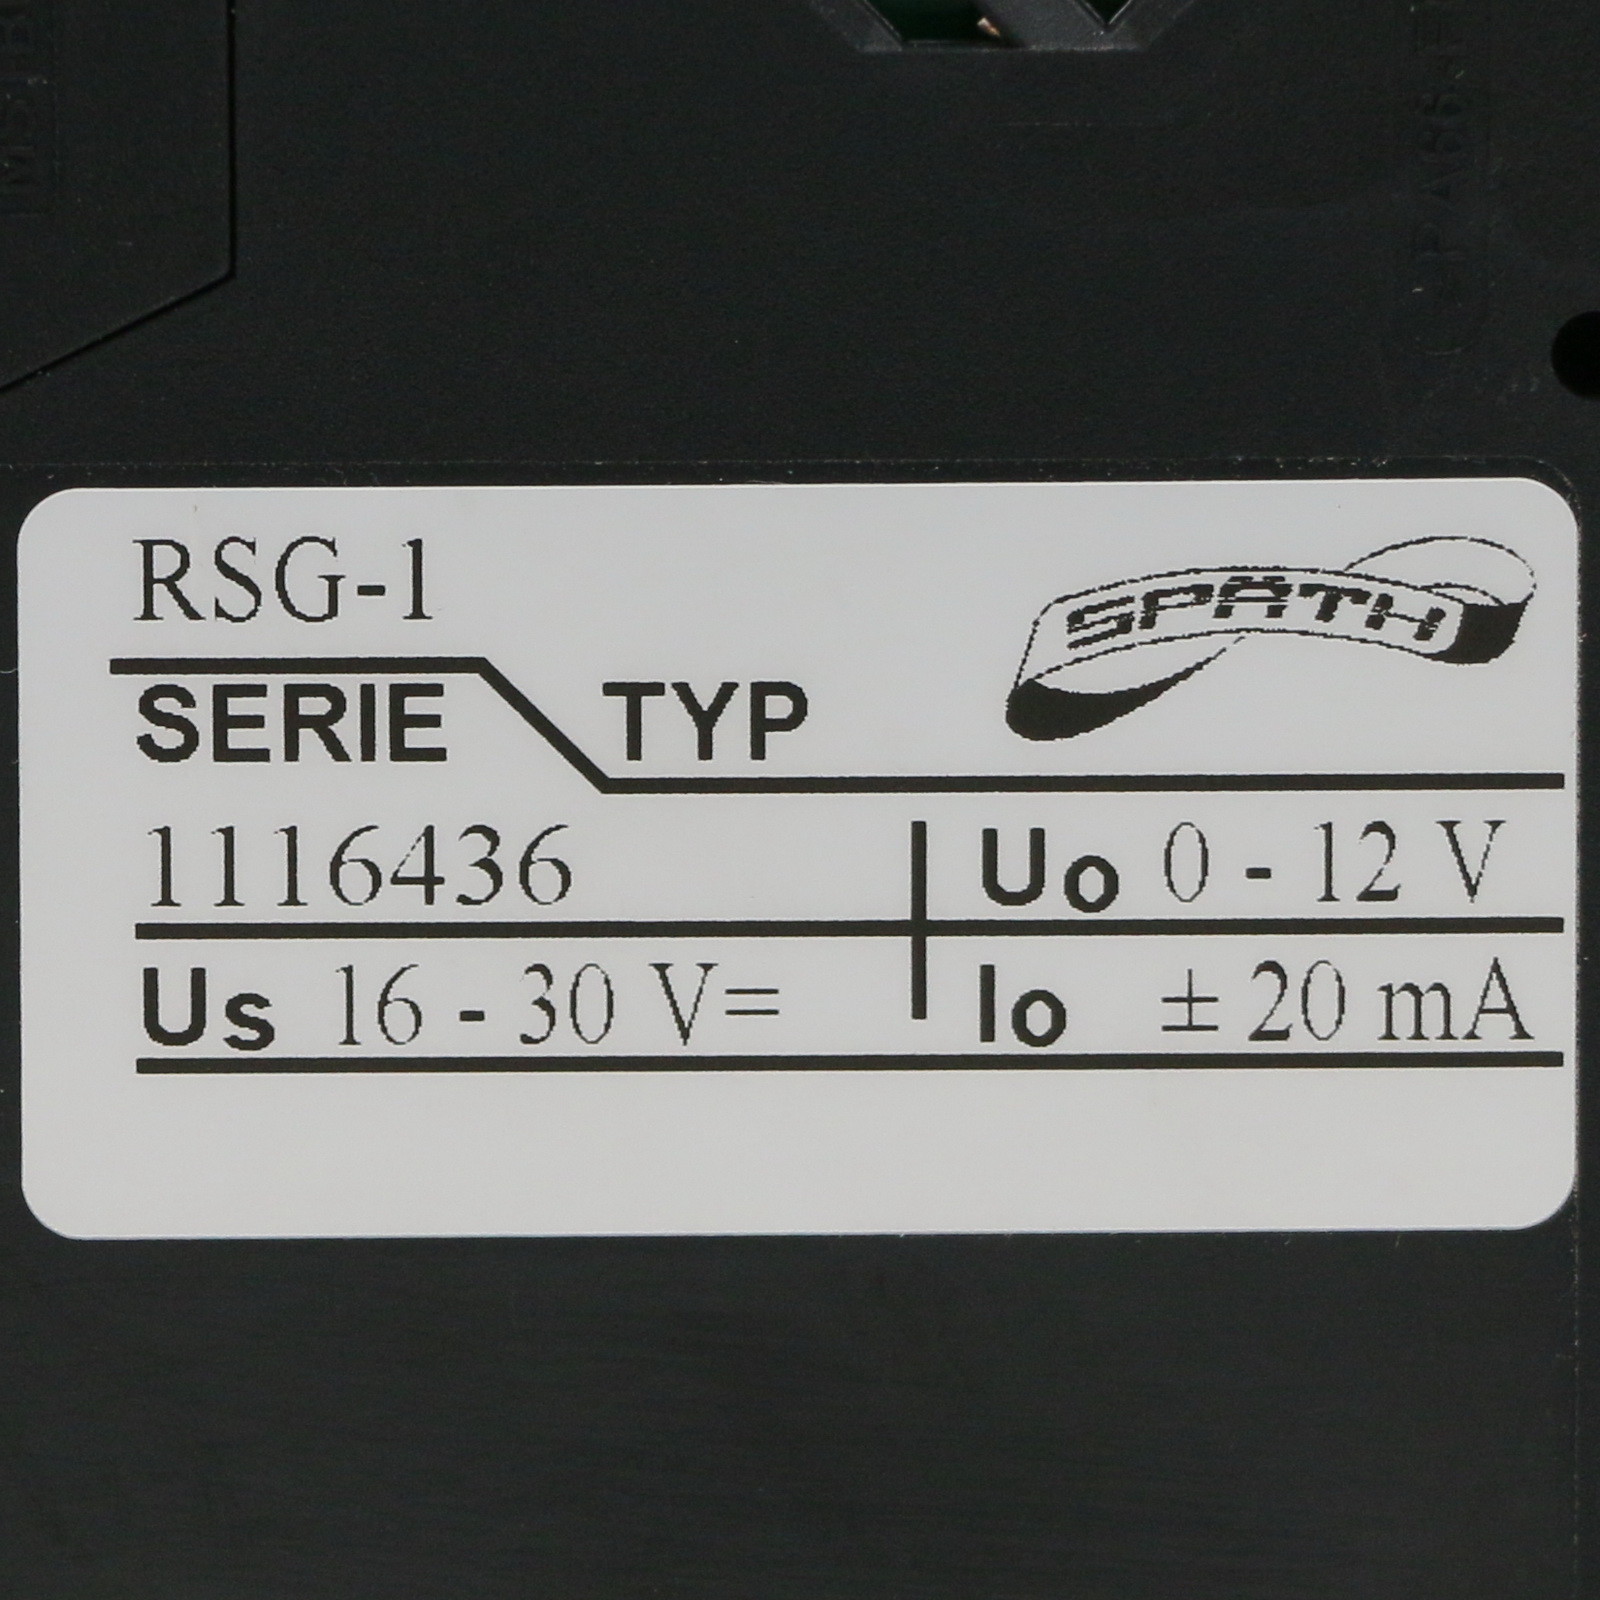 RSG-1
SPÄTH
SERIE TYP
1116436 Uo 0 - 12 V
Us 16 - 30 V= Io ± 20 mA